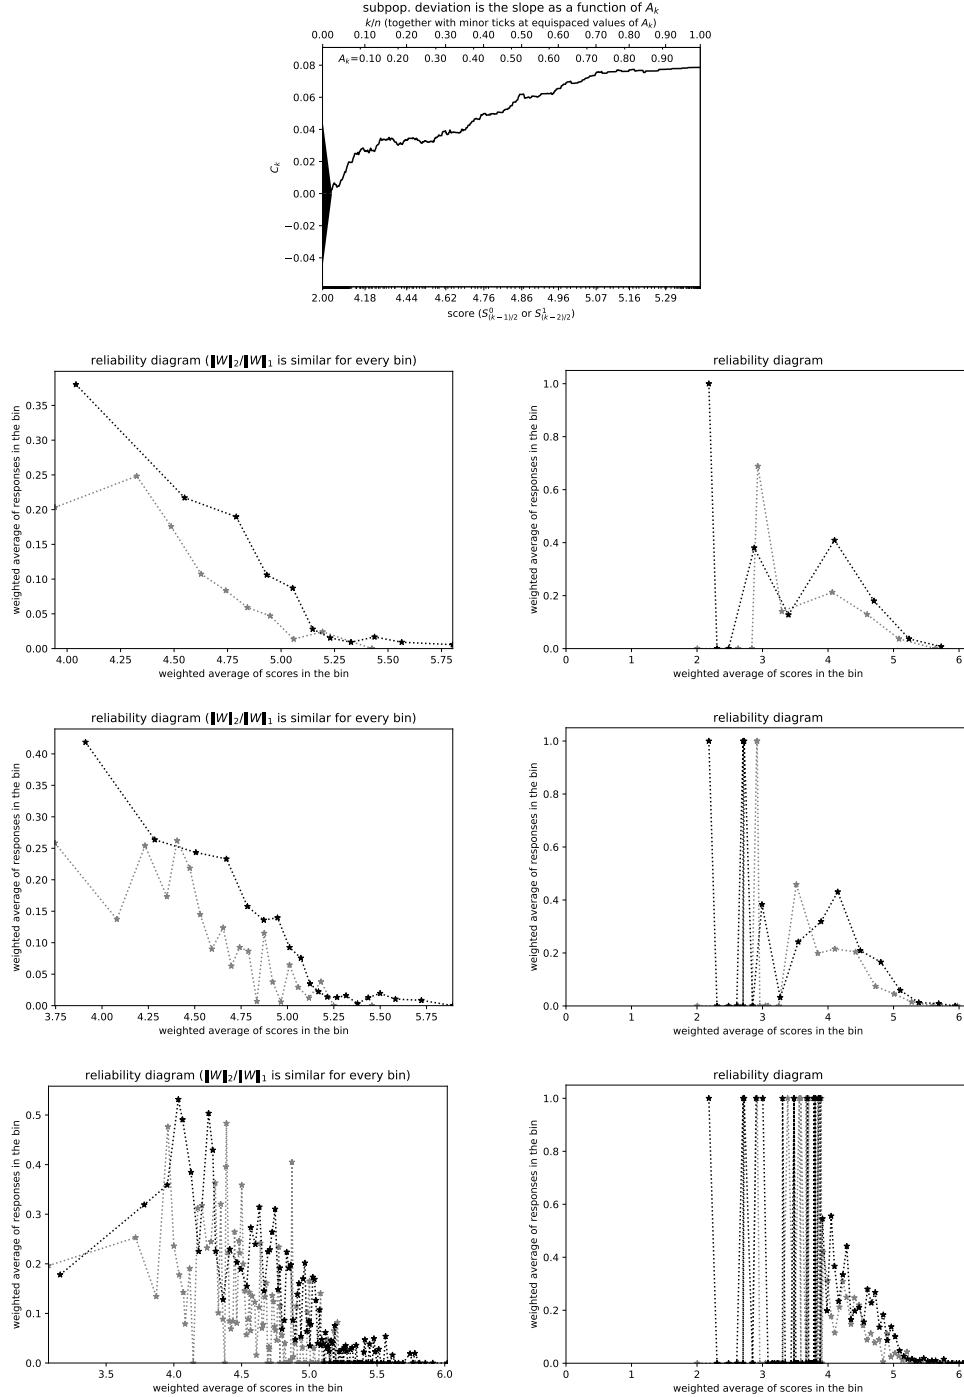 subpop. deviation is the slope as a function of A_k
k/n (together with minor ticks at equispaced values of A_k)
0.00 0.10 0.20 0.30 0.40 0.50 0.60 0.70 0.80 0.90 1.00
A_k=0.10 0.20 0.30 0.40 0.50 0.60 0.70 0.80 0.90
0.08
0.06
0.04
0.02
0.00
−0.02
−0.04
C_k
2.00 4.18 4.44 4.62 4.76 4.86 4.96 5.07 5.16 5.29
score (S^0_{(k−1)/2} or S^1_{(k−2)/2})
reliability diagram (‖W‖_2/‖W‖_1 is similar for every bin)
0.35
0.30
0.25
0.20
0.15
0.10
0.05
0.00
weighted average of responses in the bin
4.00 4.25 4.50 4.75 5.00 5.25 5.50 5.75
weighted average of scores in the bin
reliability diagram
1.0
0.8
0.6
0.4
0.2
0.0
weighted average of responses in the bin
0 1 2 3 4 5 6
weighted average of scores in the bin
reliability diagram (‖W‖_2/‖W‖_1 is similar for every bin)
0.40
0.35
0.30
0.25
0.20
0.15
0.10
0.05
0.00
weighted average of responses in the bin
3.75 4.00 4.25 4.50 4.75 5.00 5.25 5.50 5.75
weighted average of scores in the bin
reliability diagram
1.0
0.8
0.6
0.4
0.2
0.0
weighted average of responses in the bin
0 1 2 3 4 5 6
weighted average of scores in the bin
reliability diagram (‖W‖_2/‖W‖_1 is similar for every bin)
0.5
0.4
0.3
0.2
0.1
0.0
weighted average of responses in the bin
3.5 4.0 4.5 5.0 5.5 6.0
weighted average of scores in the bin
reliability diagram
1.0
0.8
0.6
0.4
0.2
0.0
weighted average of responses in the bin
0 1 2 3 4 5 6
weighted average of scores in the bin